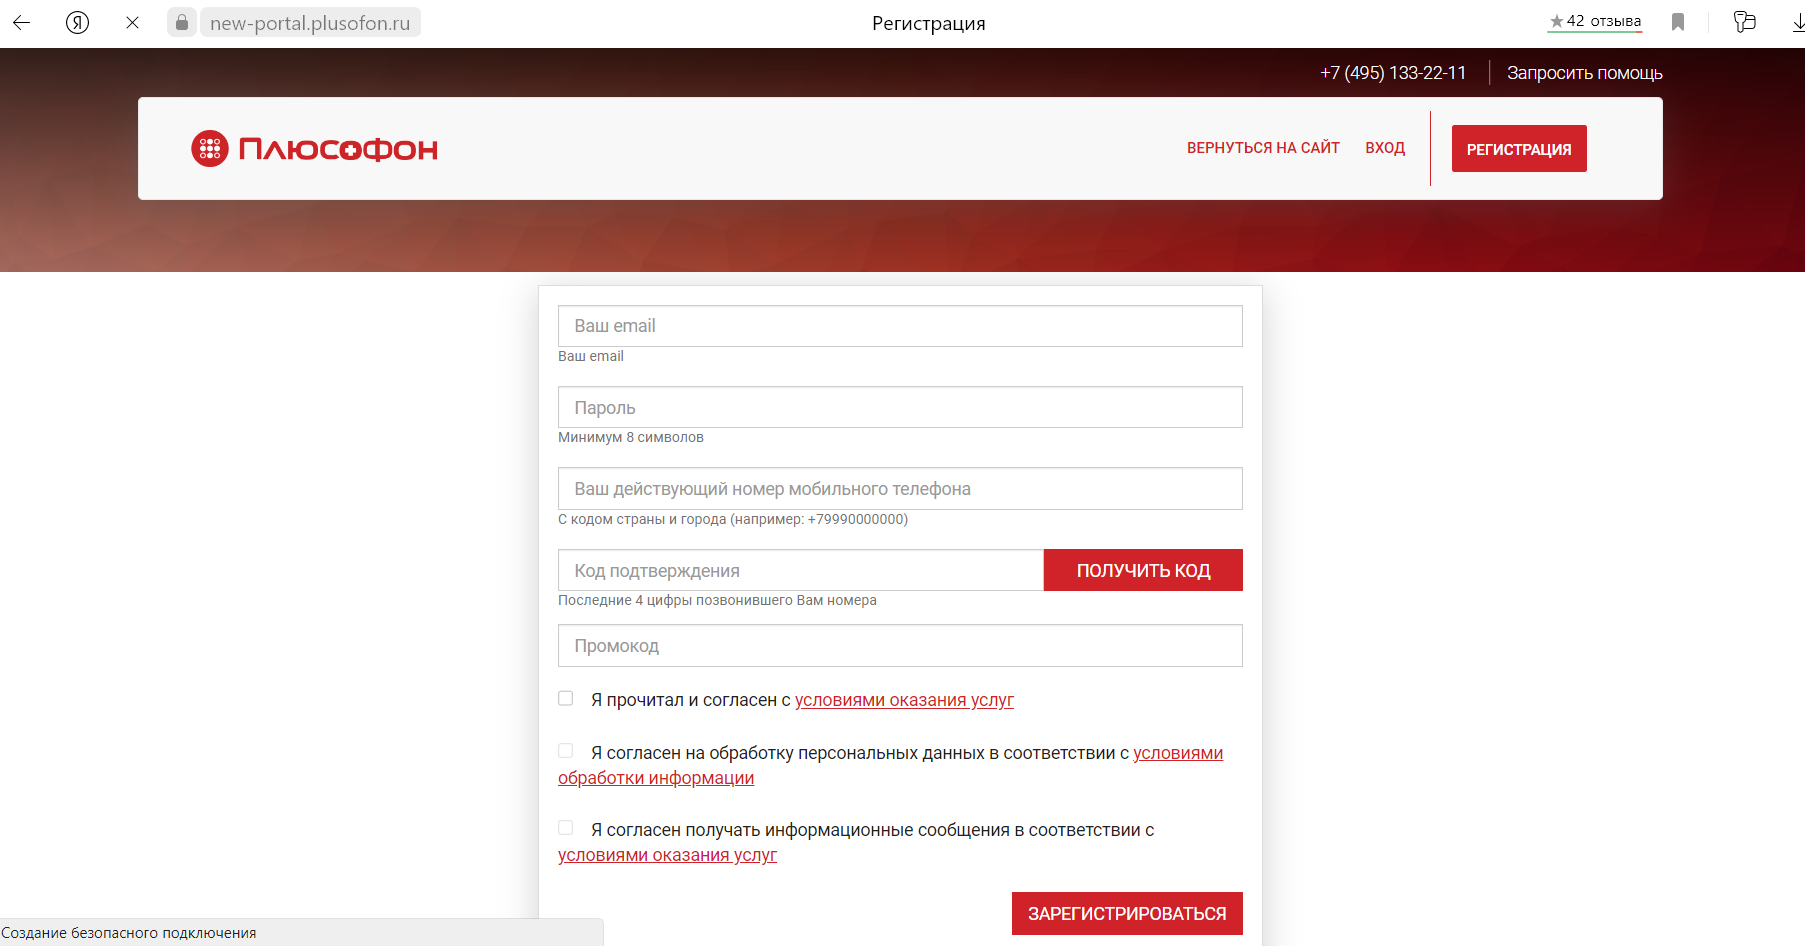 new-portal.plusofon.ru
Регистрация
42 отзыва
+7 (495) 133-22-11
Запросить помощь
Плюсофон
ВЕРНУТЬСЯ НА САЙТ
ВХОД
РЕГИСТРАЦИЯ
Ваш email
Ваш email
Пароль
Минимум 8 символов
Ваш действующий номер мобильного телефона
С кодом страны и города (например: +79990000000)
Код подтверждения
ПОЛУЧИТЬ КОД
Последние 4 цифры позвонившего Вам номера
Промокод
Я прочитал и согласен с условиями оказания услуг
Я согласен на обработку персональных данных в соответствии с условиями
обработки информации
Я согласен получать информационные сообщения в соответствии с
условиями оказания услуг
ЗАРЕГИСТРИРОВАТЬСЯ
Создание безопасного подключения